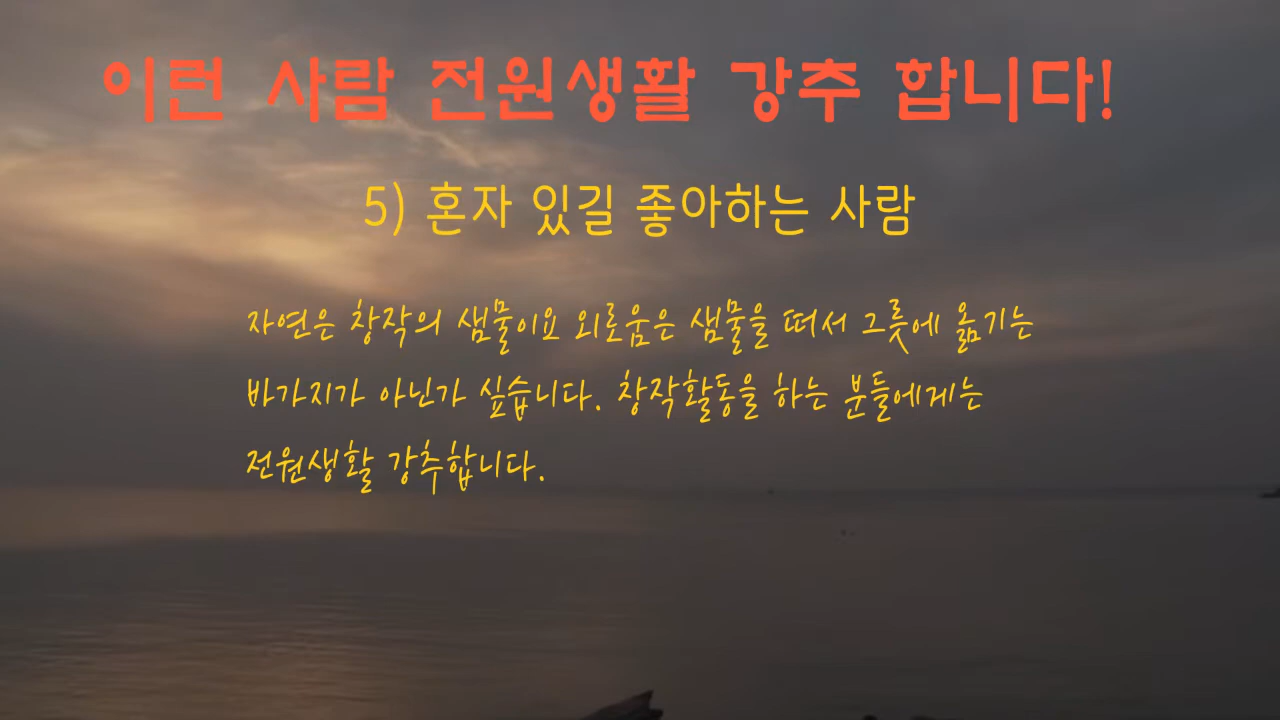 이런 사람 전원생활 강추 합니다!
5) 혼자 있길 좋아하는 사람
자연은 창작의 샘물이요 외로움은 샘물을 떠서 그릇에 옮기는
바가지가 아닌가 싶습니다. 창작활동을 하는 분들에게는
전원생활 강추합니다.